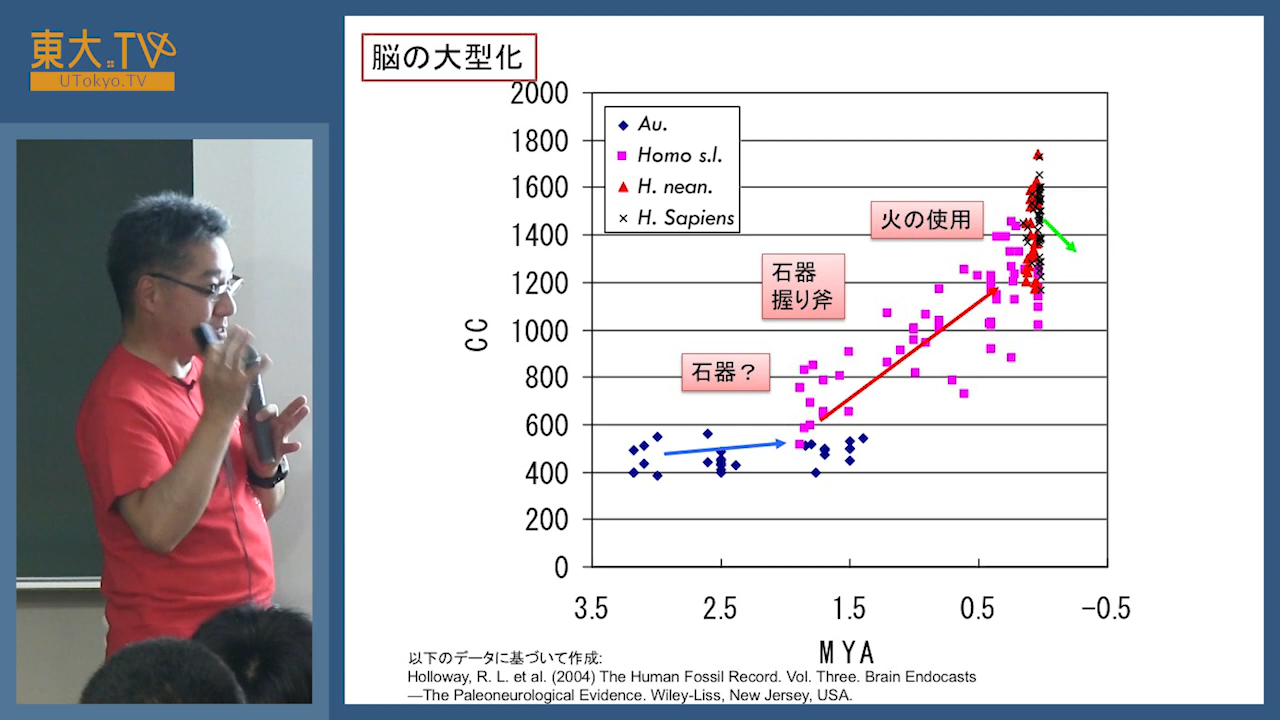 東大.TV
UTokyo.TV
脳の大型化
2000
1800
1600
1400
1200
1000
800
600
400
200
0
CC
Au.
Homo s.l.
H. nean.
H. Sapiens
火の使用
石器
握り斧
石器？
3.5
2.5
1.5
0.5
−0.5
MYA
以下のデータに基づいて作成:
Holloway, R. L. et al. (2004) The Human Fossil Record. Vol. Three. Brain Endocasts
—The Paleoneurological Evidence. Wiley-Liss, New Jersey, USA.